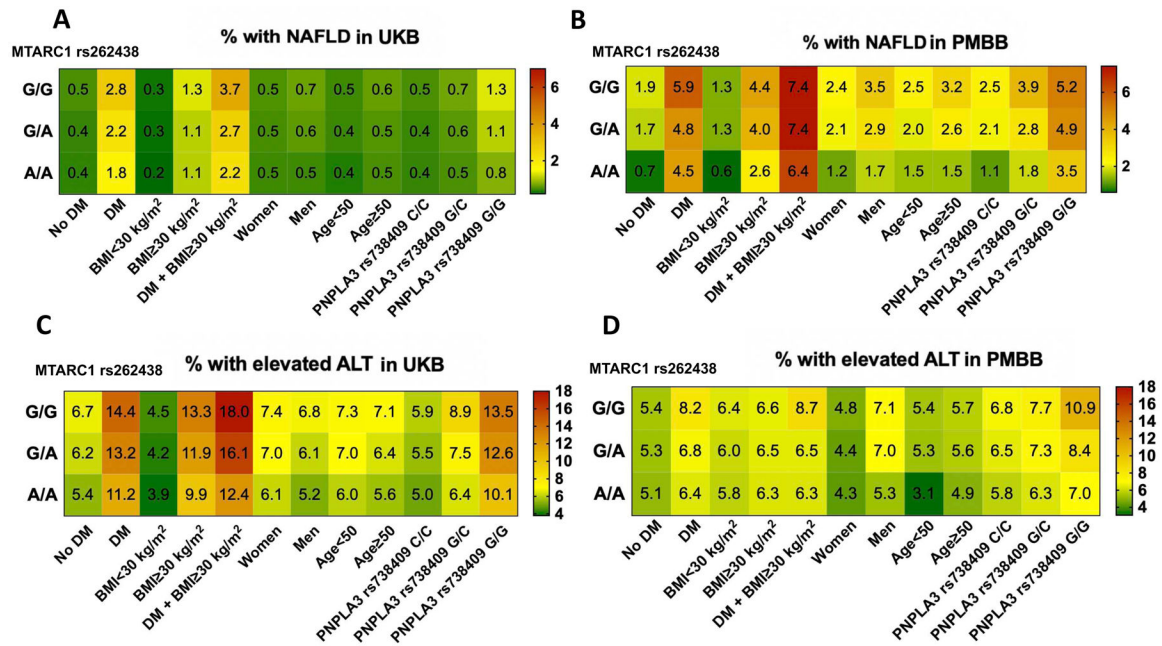 A
% with NAFLD in UKB
MTARC1 rs262438
G/G 0.5 2.8 0.3 1.3 3.7 0.5 0.7 0.5 0.6 0.5 0.7 1.3
G/A 0.4 2.2 0.3 1.1 2.7 0.5 0.6 0.4 0.5 0.4 0.6 1.1
A/A 0.4 1.8 0.2 1.1 2.2 0.5 0.5 0.4 0.5 0.4 0.5 0.8
6
4
2
No DM
DM
BMI<30 kg/m²
BMI≥30 kg/m²
DM + BMI≥30 kg/m²
Women
Men
Age<50
Age≥50
PNPLA3 rs738409 C/C
PNPLA3 rs738409 G/C
PNPLA3 rs738409 G/G
B
% with NAFLD in PMBB
MTARC1 rs262438
G/G 1.9 5.9 1.3 4.4 7.4 2.4 3.5 2.5 3.2 2.5 3.9 5.2
G/A 1.7 4.8 1.3 4.0 7.4 2.1 2.9 2.0 2.6 2.1 2.8 4.9
A/A 0.7 4.5 0.6 2.6 6.4 1.2 1.7 1.5 1.5 1.1 1.8 3.5
6
4
2
No DM
DM
BMI<30 kg/m²
BMI≥30 kg/m²
DM + BMI≥30 kg/m²
Women
Men
Age<50
Age≥50
PNPLA3 rs738409 C/C
PNPLA3 rs738409 G/C
PNPLA3 rs738409 G/G
C
% with elevated ALT in UKB
MTARC1 rs262438
G/G 6.7 14.4 4.5 13.3 18.0 7.4 6.8 7.3 7.1 5.9 8.9 13.5
G/A 6.2 13.2 4.2 11.9 16.1 7.0 6.1 7.0 6.4 5.5 7.5 12.6
A/A 5.4 11.2 3.9 9.9 12.4 6.1 5.2 6.0 5.6 5.0 6.4 10.1
18
16
14
12
10
8
6
4
No DM
DM
BMI<30 kg/m²
BMI≥30 kg/m²
DM + BMI≥30 kg/m²
Women
Men
Age<50
Age≥50
PNPLA3 rs738409 C/C
PNPLA3 rs738409 G/C
PNPLA3 rs738409 G/G
D
% with elevated ALT in PMBB
MTARC1 rs262438
G/G 5.4 8.2 6.4 6.6 8.7 4.8 7.1 5.4 5.7 6.8 7.7 10.9
G/A 5.3 6.8 6.0 6.5 6.5 4.4 7.0 5.3 5.6 6.5 7.3 8.4
A/A 5.1 6.4 5.8 6.3 6.3 4.3 5.3 3.1 4.9 5.8 6.3 7.0
18
16
14
12
10
8
6
4
No DM
DM
BMI<30 kg/m²
BMI≥30 kg/m²
DM + BMI≥30 kg/m²
Women
Men
Age<50
Age≥50
PNPLA3 rs738409 C/C
PNPLA3 rs738409 G/C
PNPLA3 rs738409 G/G